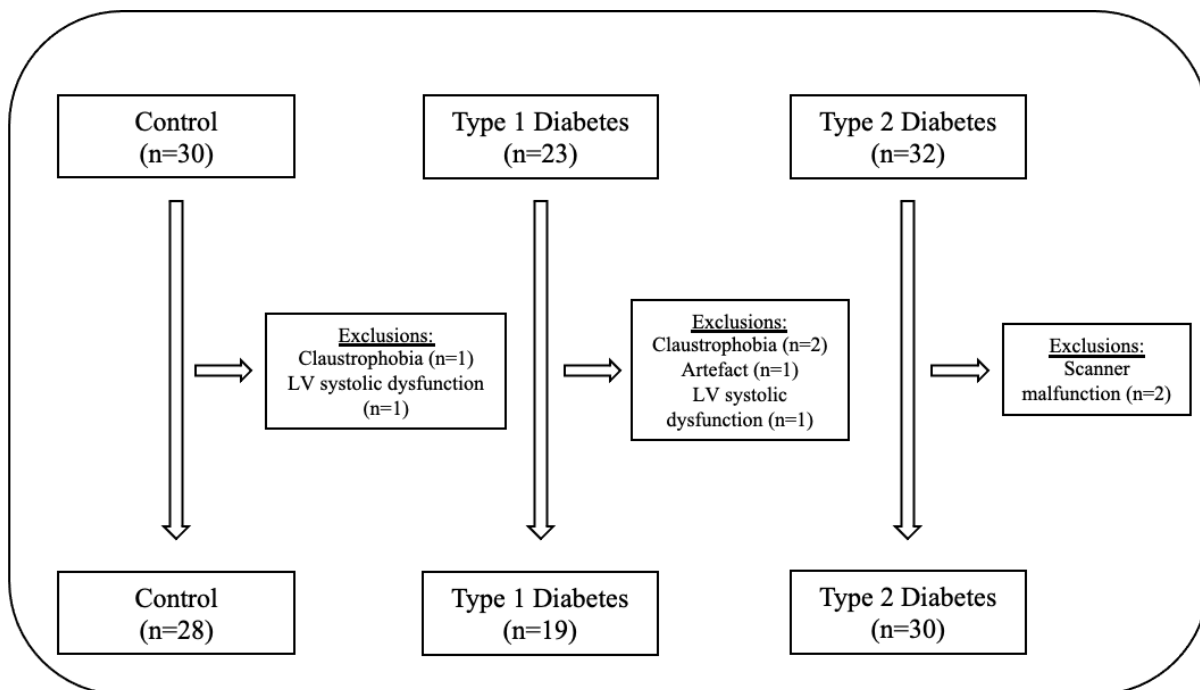 Control
(n=30)
Type 1 Diabetes
(n=23)
Type 2 Diabetes
(n=32)
Exclusions:
Claustrophobia (n=1)
LV systolic dysfunction
(n=1)
Exclusions:
Claustrophobia (n=2)
Artefact (n=1)
LV systolic
dysfunction (n=1)
Exclusions:
Scanner
malfunction (n=2)
Control
(n=28)
Type 1 Diabetes
(n=19)
Type 2 Diabetes
(n=30)